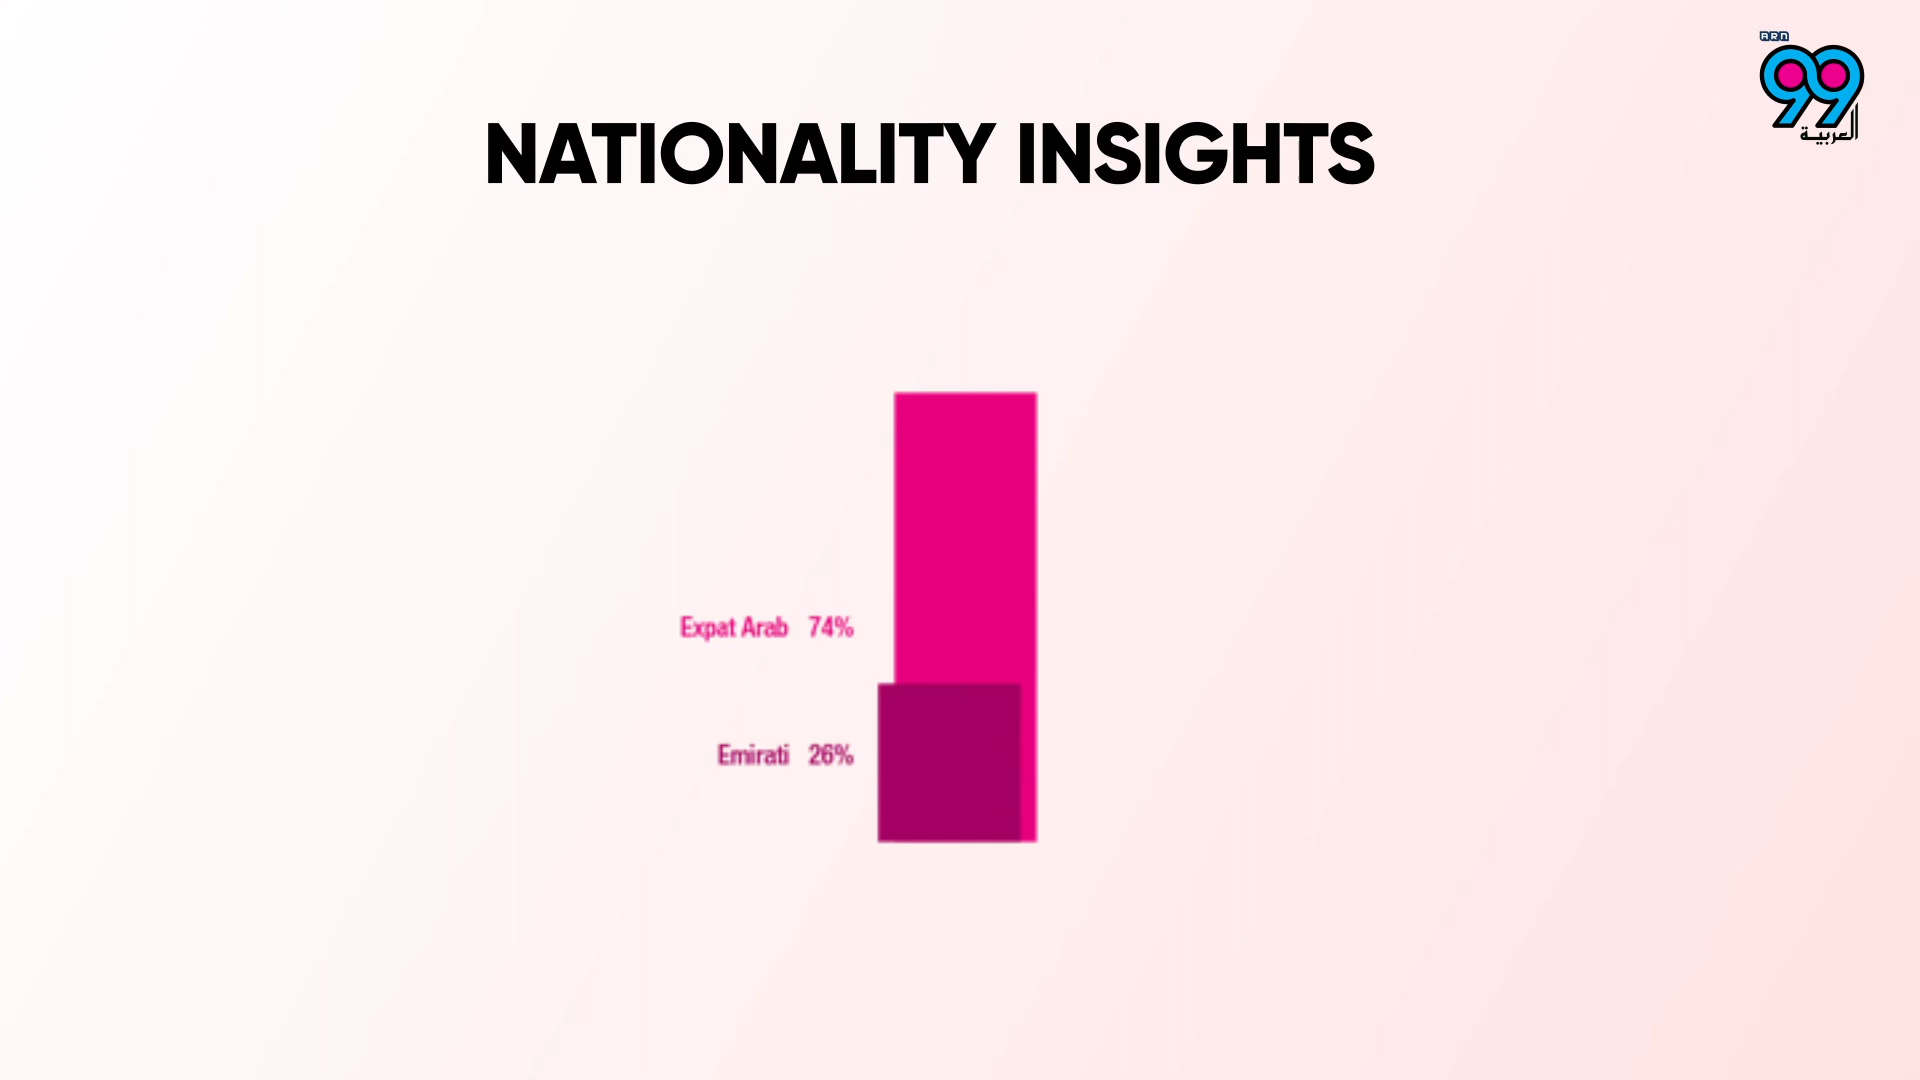 ARN
99
العربية
NATIONALITY INSIGHTS
Expat Arab 74%
Emirati 26%